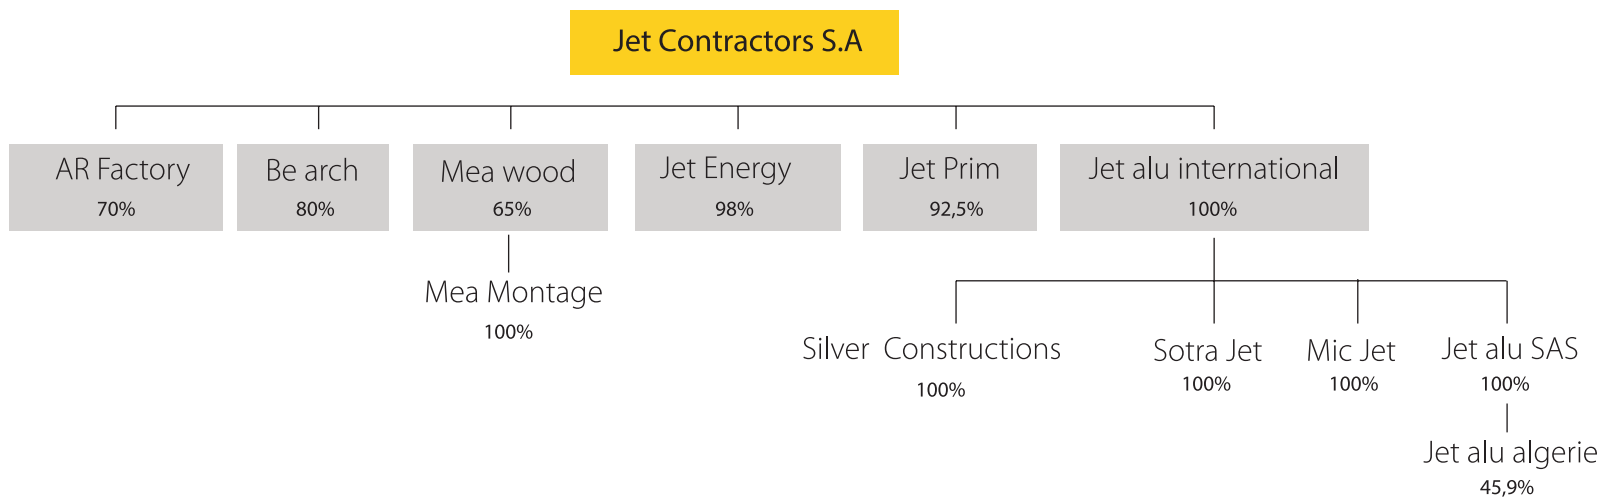 Jet Contractors S.A
AR Factory
70%
Be arch
80%
Mea wood
65%
Jet Energy
98%
Jet Prim
92,5%
Jet alu international
100%
Mea Montage
100%
Silver Constructions
100%
Sotra Jet
100%
Mic Jet
100%
Jet alu SAS
100%
Jet alu algerie
45,9%